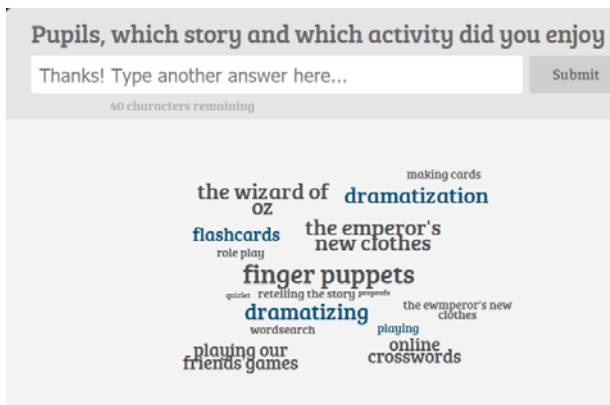 Pupils, which story and which activity did you enjoy
Thanks! Type another answer here...
Submit
40 characters remaining
making cards
the wizard of
oz
dramatization
flashcards
the emperor's
new clothes
role play
finger puppets
quizlet
retelling the story
proprofs
dramatizing
the ewmperor's new
clothes
wordsearch
playing
playing our
friends games
online
crosswords